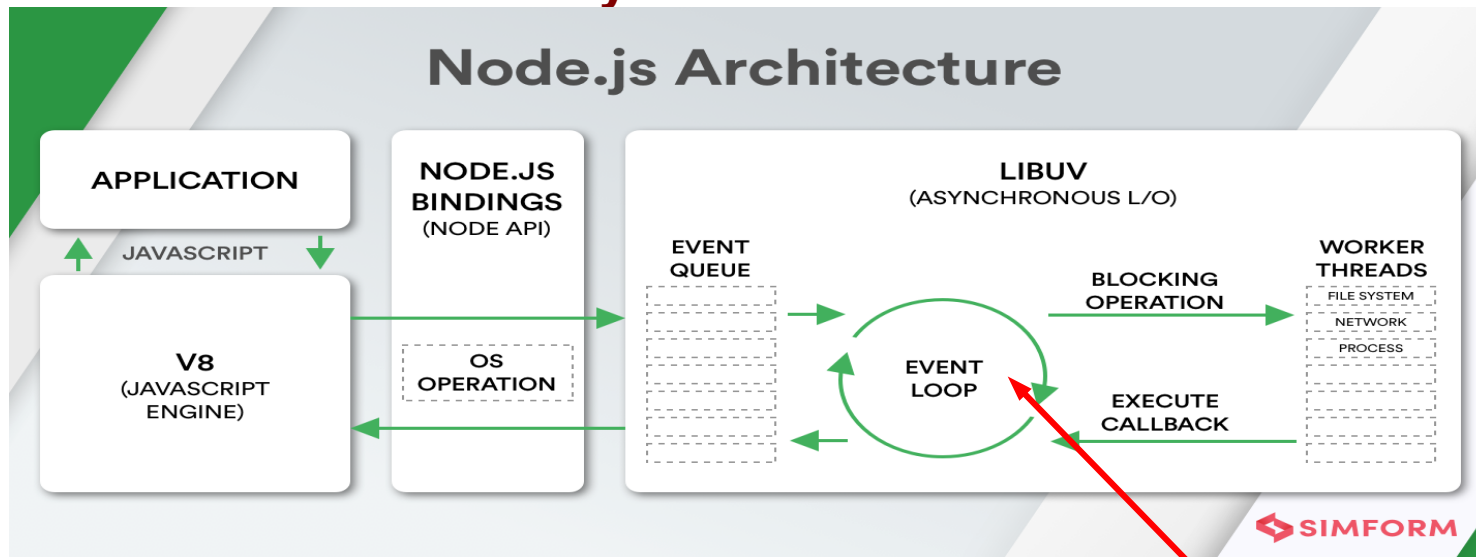 Node.js Architecture
APPLICATION
JAVASCRIPT
V8
(JAVASCRIPT
ENGINE)
NODE.JS
BINDINGS
(NODE API)
OS
OPERATION
LIBUV
(ASYNCHRONOUS L/O)
EVENT
QUEUE
EVENT
LOOP
BLOCKING
OPERATION
EXECUTE
CALLBACK
WORKER
THREADS
FILE SYSTEM
NETWORK
PROCESS
SIMFORM